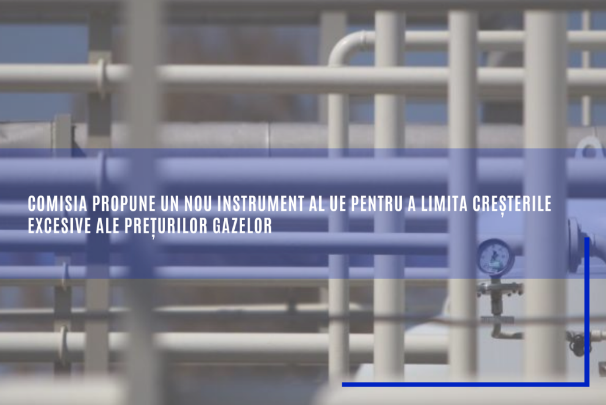 COMISIA PROPUNE UN NOU INSTRUMENT AL UE PENTRU A LIMITA CREȘTERILE
EXCESIVE ALE PREȚURILOR GAZELOR